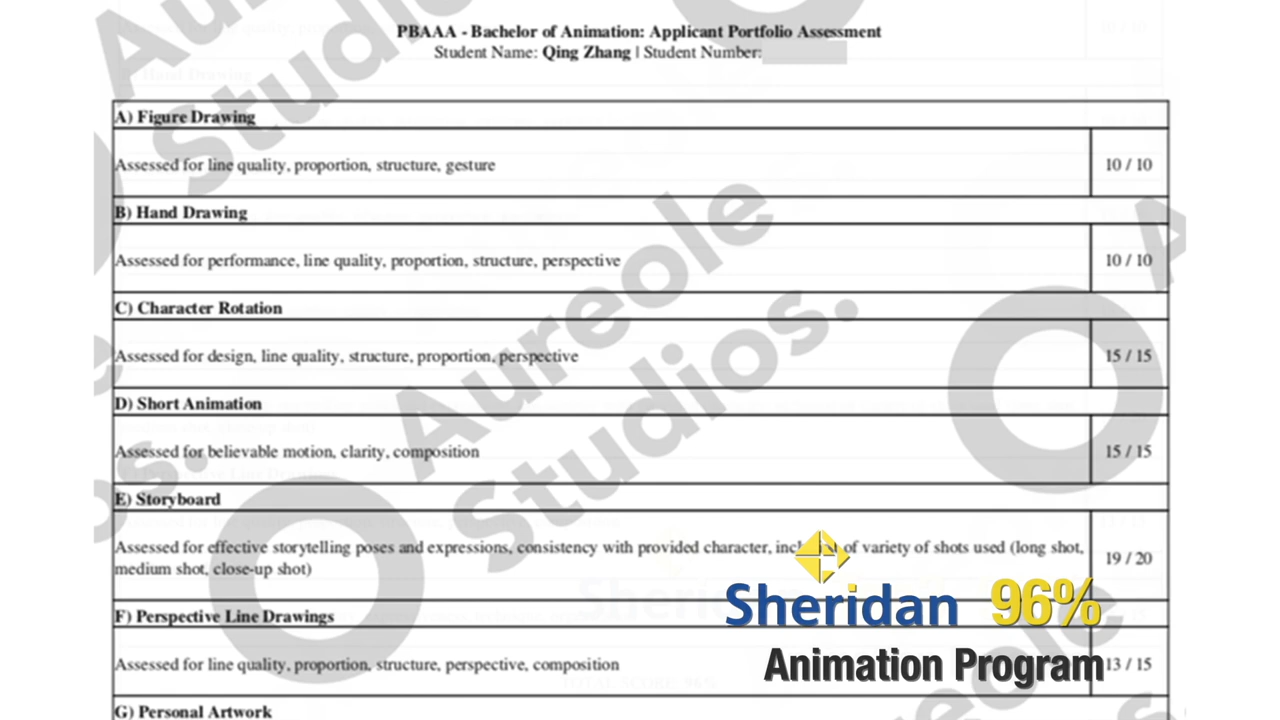 PBAAA - Bachelor of Animation: Applicant Portfolio Assessment
Student Name: Qing Zhang | Student Number:
A) Figure Drawing
Assessed for line quality, proportion, structure, gesture
10 / 10
B) Hand Drawing
Assessed for performance, line quality, proportion, structure, perspective
10 / 10
C) Character Rotation
Assessed for design, line quality, structure, proportion, perspective
15 / 15
D) Short Animation
Assessed for believable motion, clarity, composition
15 / 15
E) Storyboard
Assessed for effective storytelling poses and expressions, consistency with provided character, of variety of shots used (long shot,
medium shot, close-up shot)
19 / 20
F) Perspective Line Drawings
Assessed for line quality, proportion, structure, perspective, composition
13 / 15
G) Personal Artwork
Sheridan 96%
Animation Program
Aureole
Studios.